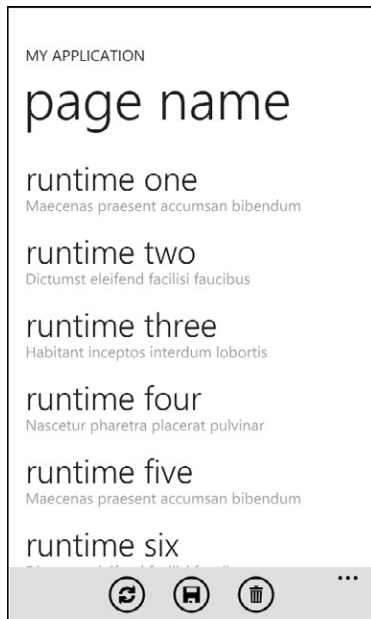 MY APPLICATION
page name
runtime one
Maecenas praesent accumsan bibendum
runtime two
Dictumst eleifend facilisi faucibus
runtime three
Habitant inceptos interdum lobortis
runtime four
Nascetur pharetra placerat pulvinar
runtime five
Maecenas praesent accumsan bibendum
runtime six